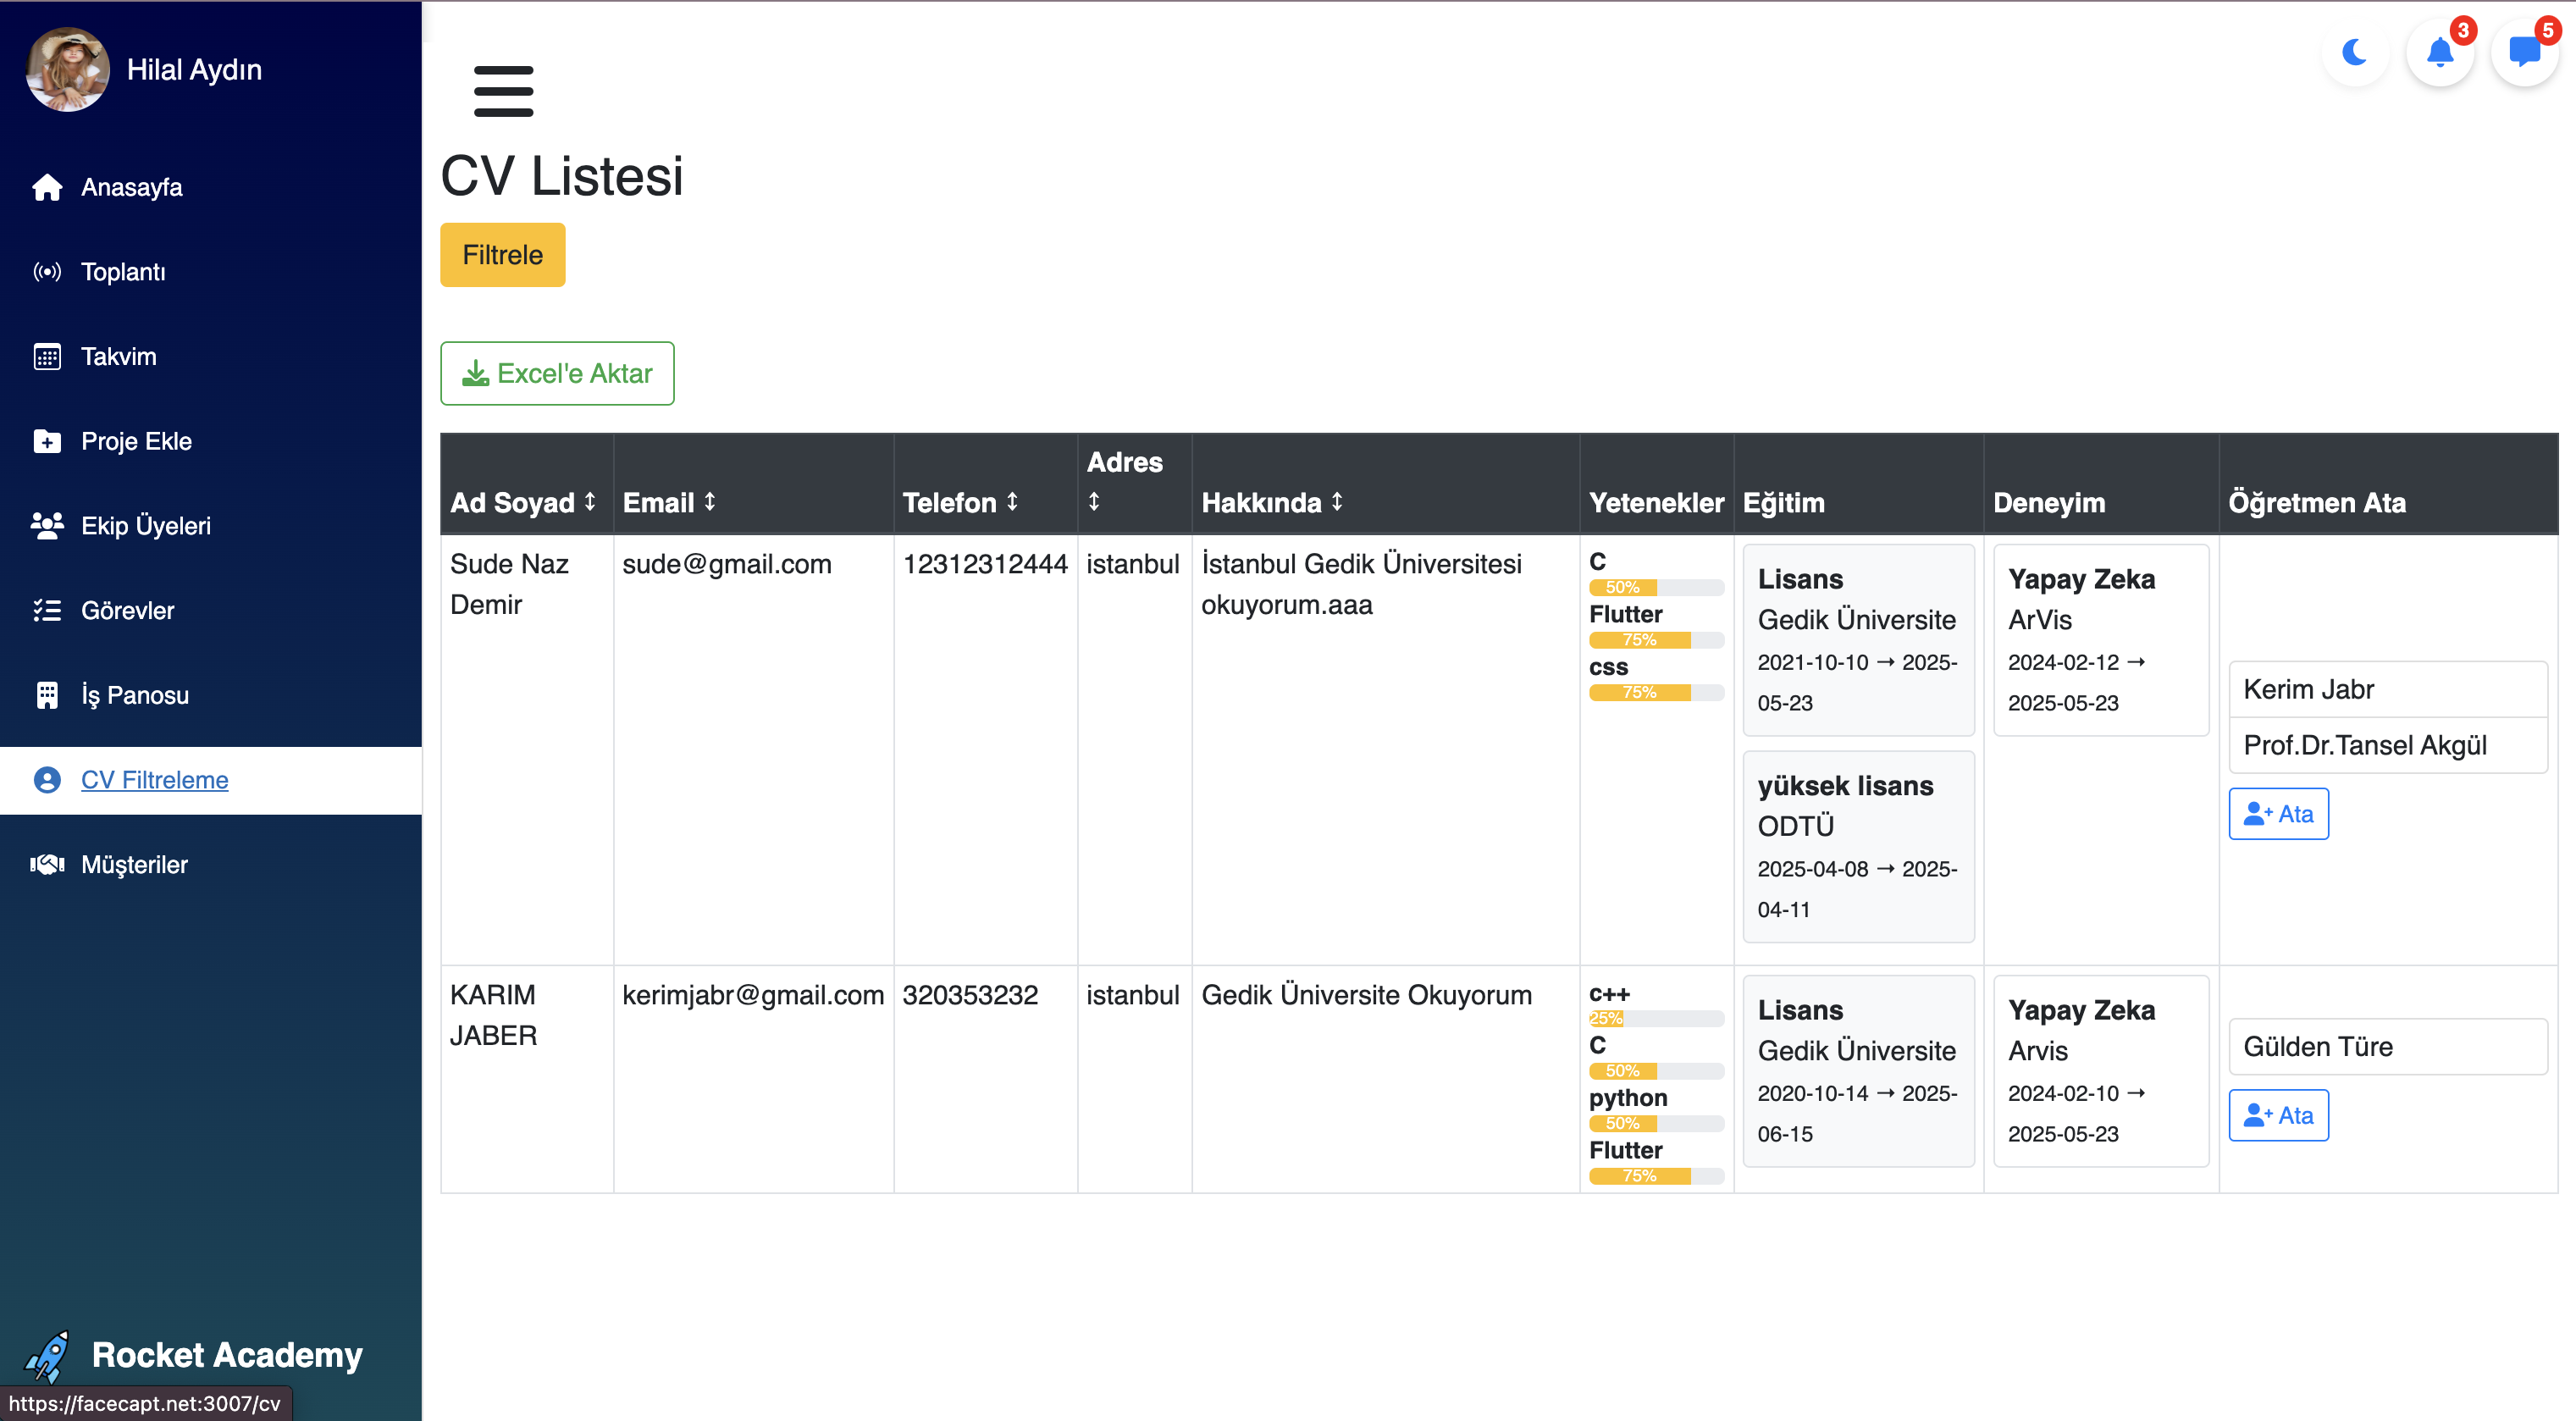 Hilal Aydın
3
5
Anasayfa
Toplantı
Takvim
Proje Ekle
Ekip Üyeleri
Görevler
İş Panosu
CV Filtreleme
Müşteriler
Rocket Academy
https://facecapt.net:3007/cv
CV Listesi
Filtrele
Excel'e Aktar
Ad Soyad ↕ Email ↕ Telefon ↕ Adres ↕ Hakkında ↕ Yetenekler Eğitim Deneyim Öğretmen Ata
Sude Naz
Demir
sude@gmail.com
12312312444
istanbul
İstanbul Gedik Üniversitesi
okuyorum.aaa
C
50%
Flutter
75%
css
75%
Lisans
Gedik Üniversite
2021-10-10 → 2025-
05-23
yüksek lisans
ODTÜ
2025-04-08 → 2025-
04-11
Yapay Zeka
ArVis
2024-02-12 →
2025-05-23
Kerim Jabr
Prof.Dr.Tansel Akgül
Ata
KARIM
JABER
kerimjabr@gmail.com
320353232
istanbul
Gedik Üniversite Okuyorum
c++
25%
C
50%
python
50%
Flutter
75%
Lisans
Gedik Üniversite
2020-10-14 → 2025-
06-15
Yapay Zeka
Arvis
2024-02-10 →
2025-05-23
Gülden Türe
Ata